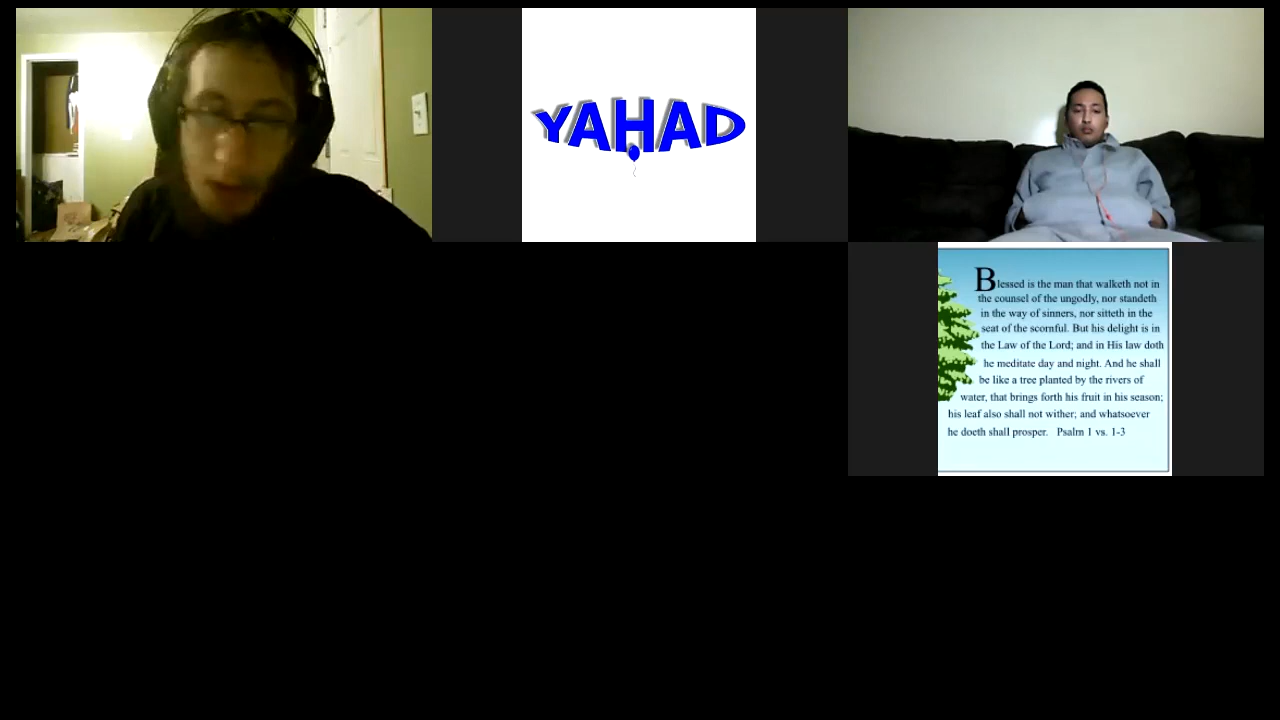 YAHAD
Blessed is the man that walketh not in
the counsel of the ungodly, nor standeth
in the way of sinners, nor sitteth in the
seat of the scornful. But his delight is in
the Law of the Lord; and in His law doth
he meditate day and night. And he shall
be like a tree planted by the rivers of
water, that brings forth his fruit in his season;
his leaf also shall not wither; and whatsoever
he doeth shall prosper. Psalm 1 vs. 1-3